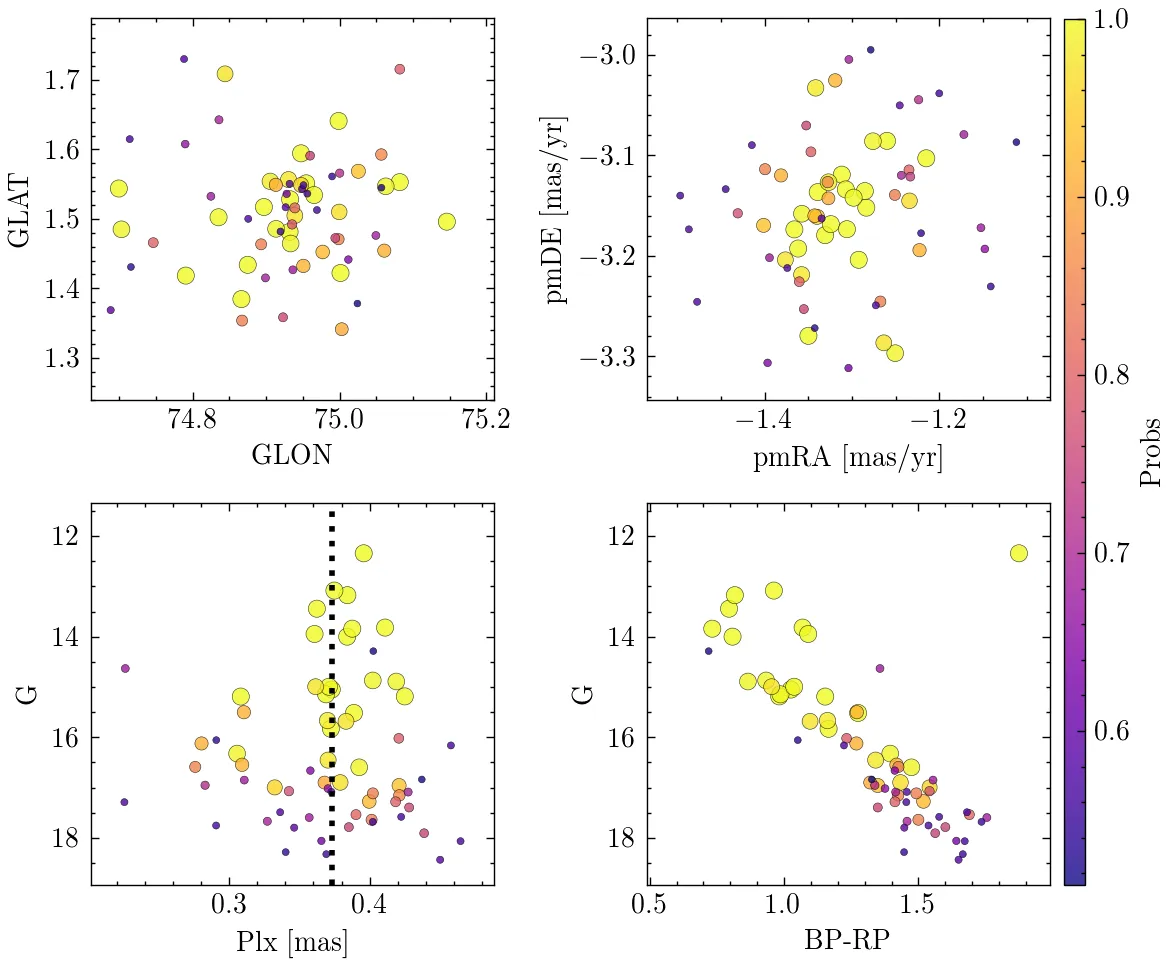 1.7
1.6
1.5
1.4
1.3
GLAT
74.8 75.0 75.2
GLON
−3.0
−3.1
−3.2
−3.3
pmDE [mas/yr]
−1.4 −1.2
pmRA [mas/yr]
12
14
16
18
G
0.3 0.4
Plx [mas]
12
14
16
18
G
0.5 1.0 1.5
BP-RP
1.0
0.9
0.8
0.7
0.6
Probs